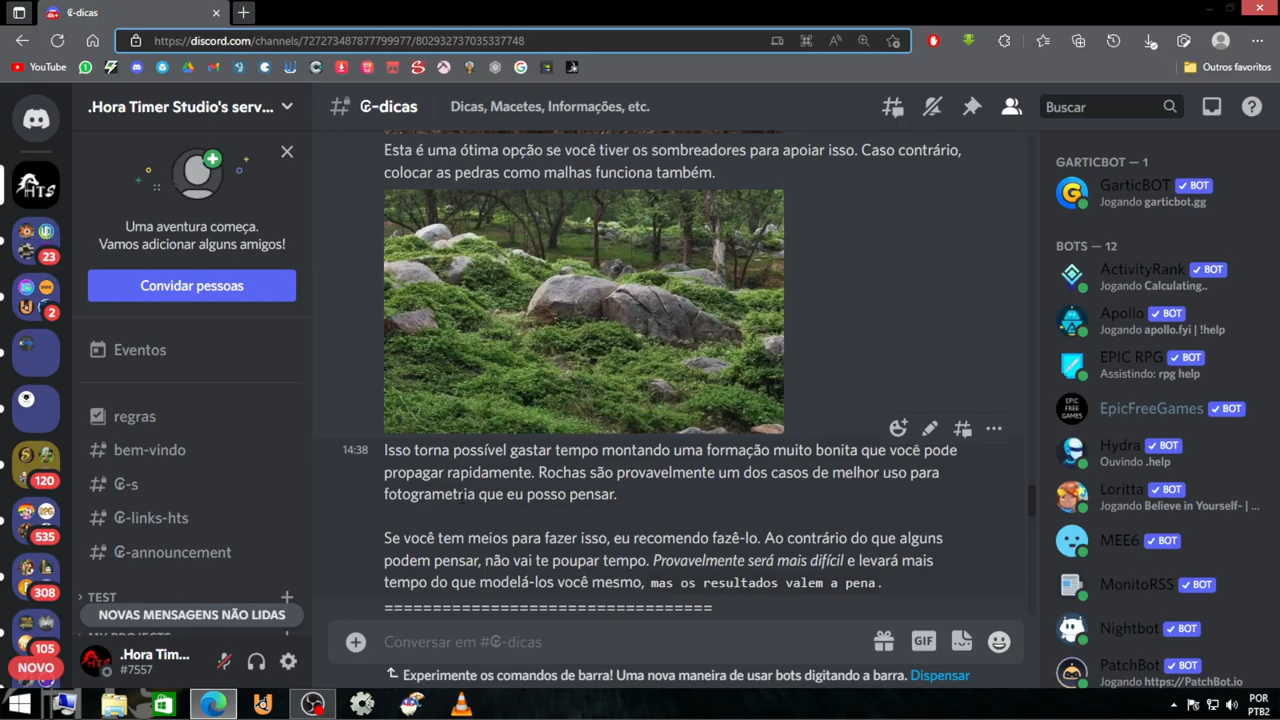 ₢-dicas
https://discord.com/channels/727273487877799977/802932737035337748
YouTube
Outros favoritos
.Hora Timer Studio's serv...
₢-dicas
Dicas, Macetes, Informações, etc.
Buscar
Uma aventura começa.
Vamos adicionar alguns amigos!
Convidar pessoas
Eventos
regras
bem-vindo
₢-s
₢-links-hts
₢-announcement
TEST
NOVAS MENSAGENS NÃO LIDAS
MY PROJECTS
.Hora Tim...
#7557
23
2
120
535
308
105
NOVO
Esta é uma ótima opção se você tiver os sombreadores para apoiar isso. Caso contrário,
colocar as pedras como malhas funciona também.
14:38
Isso torna possível gastar tempo montando uma formação muito bonita que você pode
propagar rapidamente. Rochas são provavelmente um dos casos de melhor uso para
fotogrametria que eu posso pensar.
Se você tem meios para fazer isso, eu recomendo fazê-lo. Ao contrário do que alguns
podem pensar, não vai te poupar tempo. Provavelmente será mais difícil e levará mais
tempo do que modelá-los você mesmo, mas os resultados valem a pena.
==================================
Conversar em #₢-dicas
GIF
Experimente os comandos de barra! Uma nova maneira de usar bots digitando a barra. Dispensar
GARTICBOT — 1
GarticBOT BOT
Jogando garticbot.gg
BOTS — 12
ActivityRank BOT
Jogando Calculating..
Apollo BOT
Jogando apollo.fyi | !help
EPIC RPG BOT
Assistindo: rpg help
EPIC FREE GAMES
EpicFreeGames BOT
Hydra BOT
Ouvindo .help
Loritta BOT
Jogando Believe in Yourself~ | ...
MEE6 BOT
MonitoRSS BOT
Nightbot BOT
PatchBot BOT
Jogando https://PatchBot.io
POR
PTB2